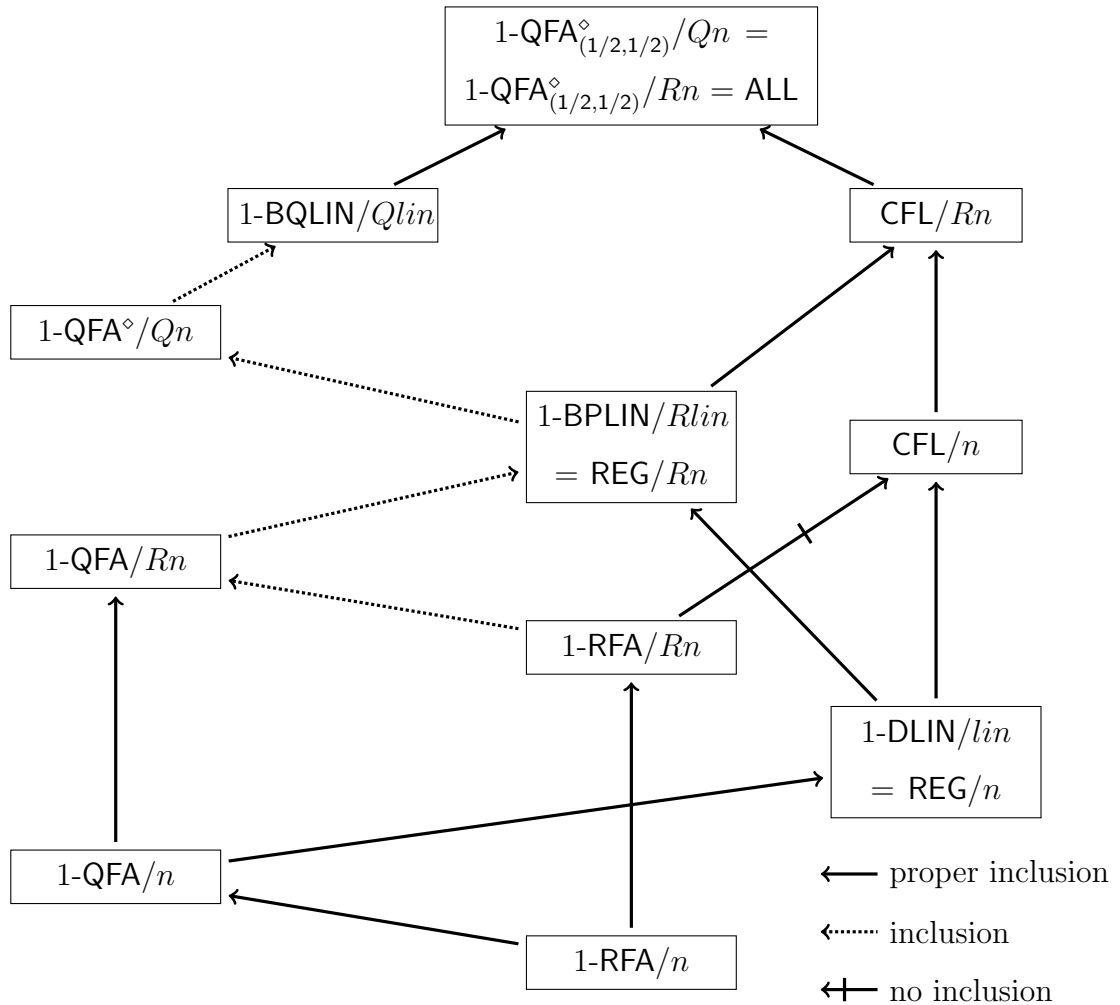 1-QFA⋄(1/2,1/2)/Qn =
1-QFA⋄(1/2,1/2)/Rn = ALL
1-BQLIN/Qlin
CFL/Rn
1-QFA⋄/Qn
1-BPLIN/Rlin
= REG/Rn
CFL/n
1-QFA/Rn
1-RFA/Rn
1-DLIN/lin
= REG/n
1-QFA/n
1-RFA/n
proper inclusion
inclusion
no inclusion